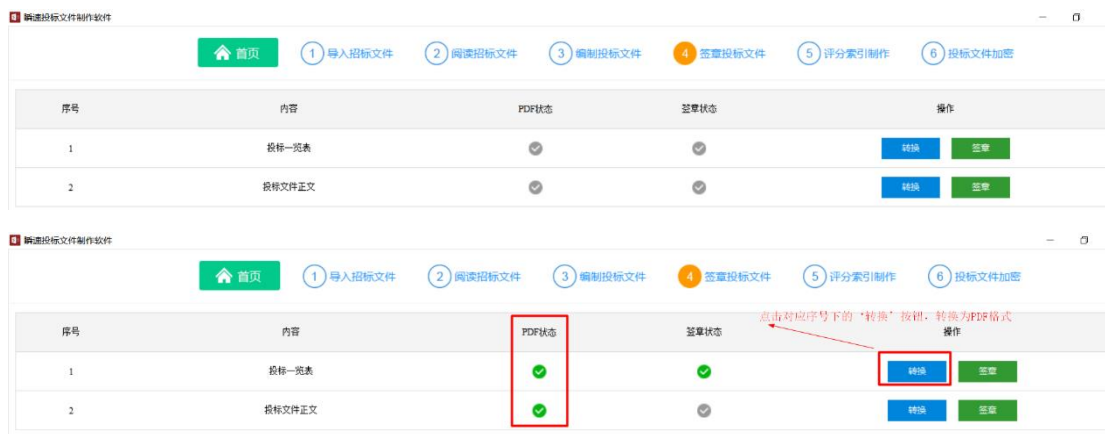 瞬速投标文件制作软件
首页 1 导入招标文件 2 阅读招标文件 3 编制投标文件 4 签章投标文件 5 评分索引制作 6 投标文件加密
序号 内容 PDF状态 签章状态 操作
1 投标一览表 转换 签章
2 投标文件正文 转换 签章
瞬速投标文件制作软件
首页 1 导入招标文件 2 阅读招标文件 3 编制投标文件 4 签章投标文件 5 评分索引制作 6 投标文件加密
点击对应序号下的‘转换’按钮,转换为PDF格式
序号 内容 PDF状态 签章状态 操作
1 投标一览表 转换 签章
2 投标文件正文 转换 签章